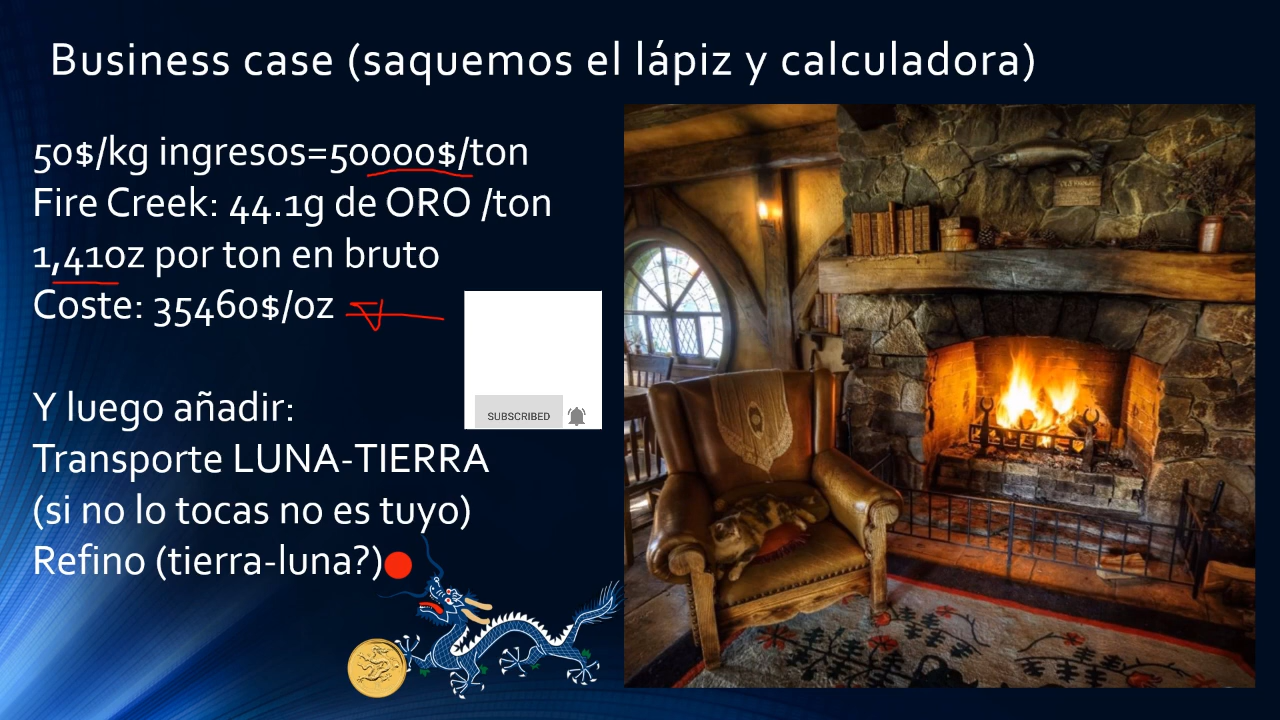 Business case (saquemos el lápiz y calculadora)
50$/kg ingresos=50000$/ton
Fire Creek: 44.1g de ORO /ton
1,41oz por ton en bruto
Coste: 35460$/oz
SUBSCRIBED
Y luego añadir:
Transporte LUNA-TIERRA
(si no lo tocas no es tuyo)
Refino (tierra-luna?)